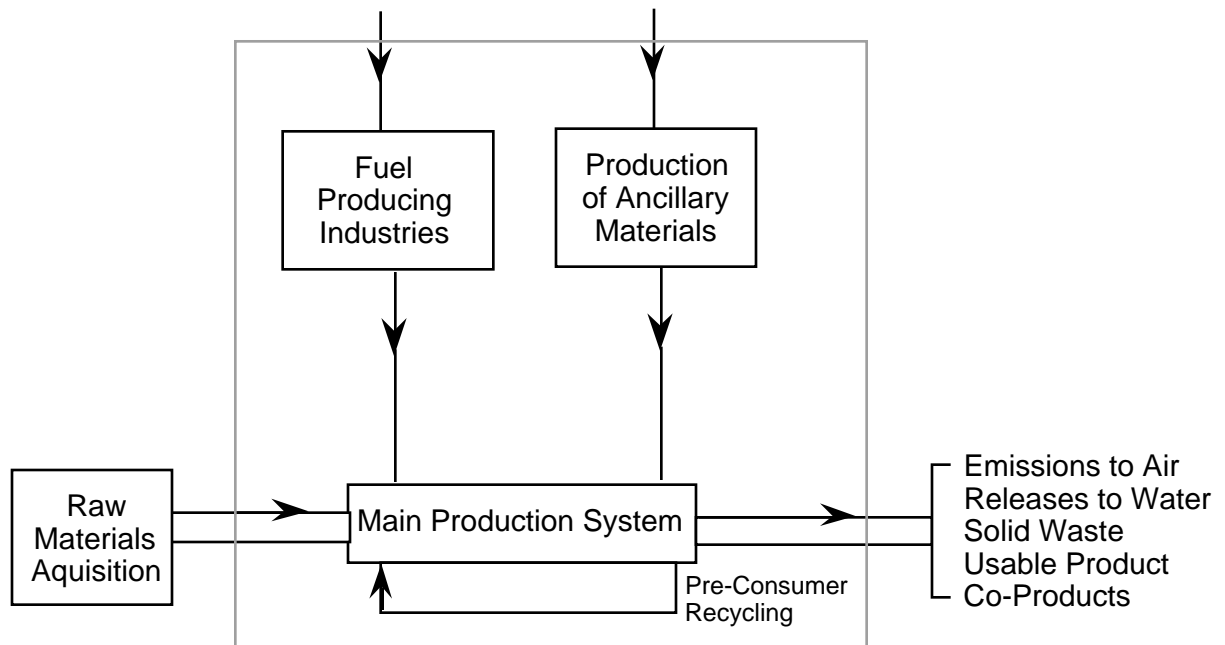 Fuel
Producing
Industries
Production
of Ancillary
Materials
Raw
Materials
Aquisition
Main Production System
Pre-Consumer
Recycling
Emissions to Air
Releases to Water
Solid Waste
Usable Product
Co-Products